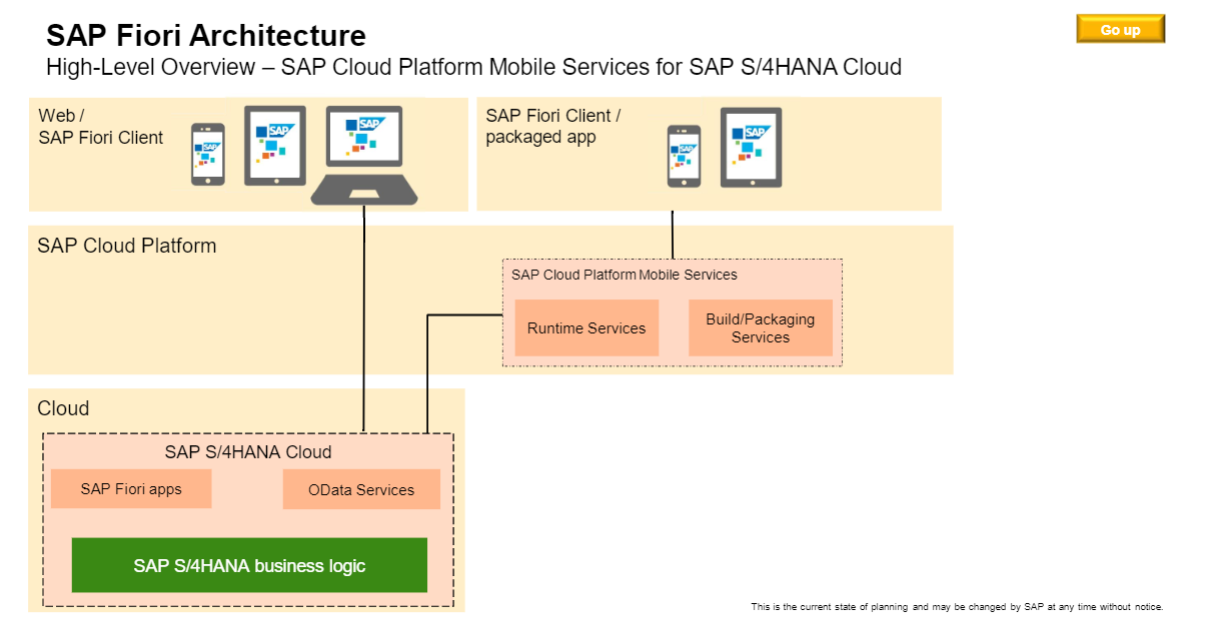 SAP Fiori Architecture
Go up
High-Level Overview – SAP Cloud Platform Mobile Services for SAP S/4HANA Cloud
Web /
SAP Fiori Client
SAP
SAP
SAP
SAP Fiori Client /
packaged app
SAP
SAP
SAP Cloud Platform
SAP Cloud Platform Mobile Services
Runtime Services
Build/Packaging
Services
Cloud
SAP S/4HANA Cloud
SAP Fiori apps
OData Services
SAP S/4HANA business logic
This is the current state of planning and may be changed by SAP at any time without notice.